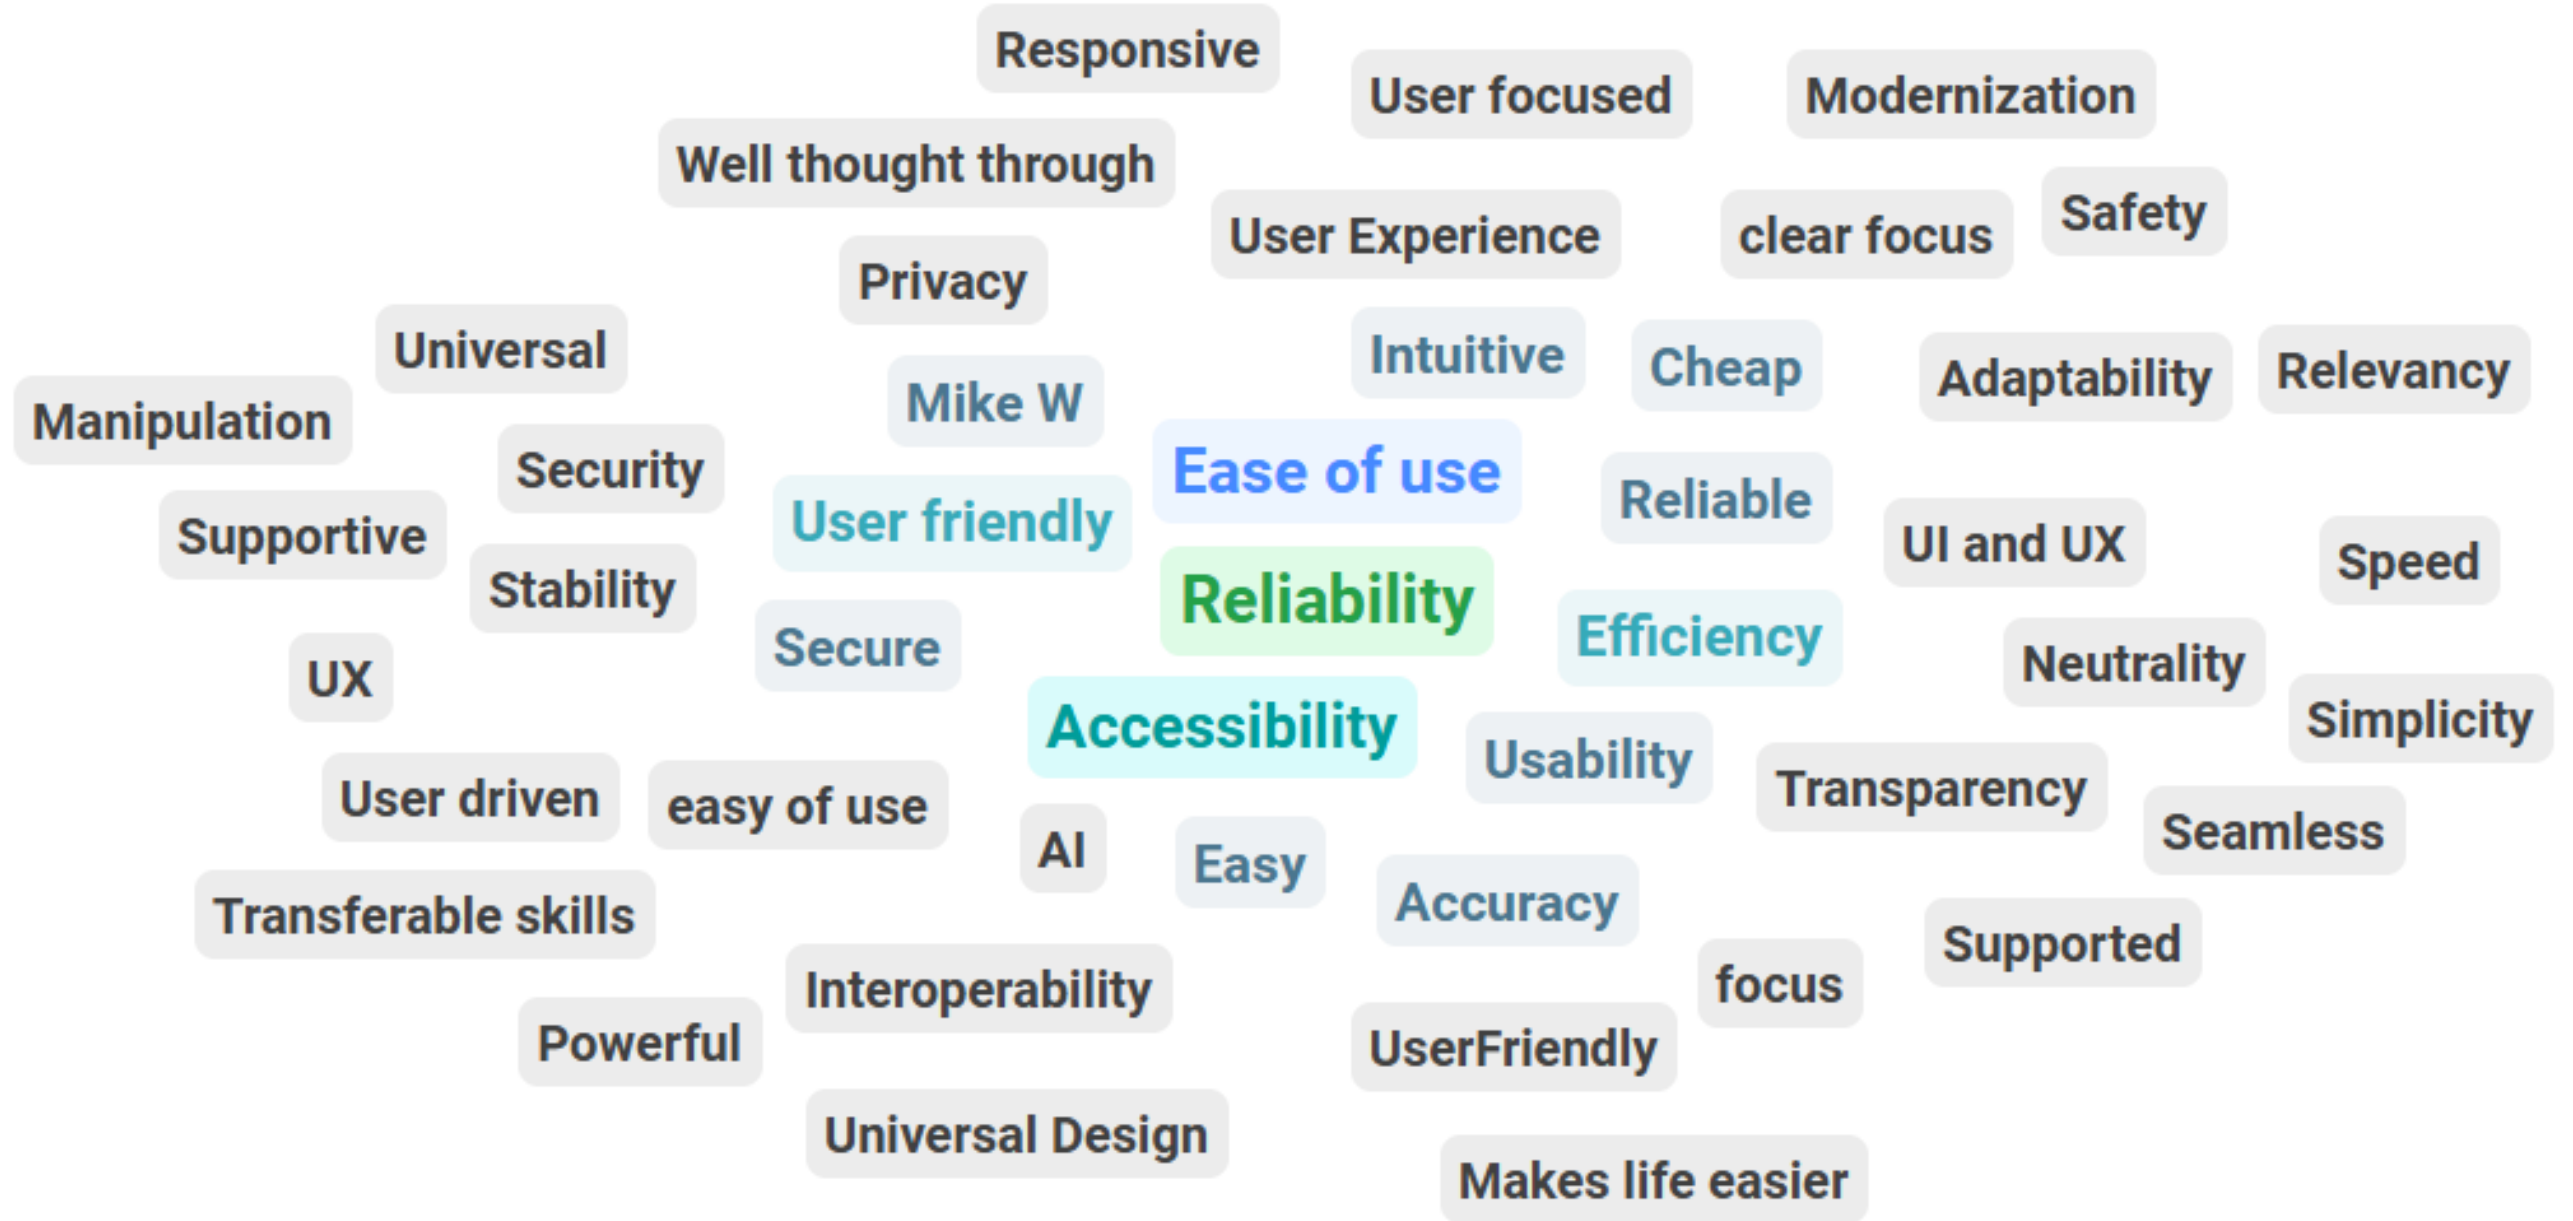 Responsive
User focused
Modernization
Well thought through
Safety
User Experience
clear focus
Privacy
Universal
Intuitive
Cheap
Adaptability
Relevancy
Manipulation
Mike W
Security
Ease of use
Reliable
User friendly
Supportive
UI and UX
Speed
Stability
Reliability
Efficiency
Secure
Neutrality
UX
Accessibility
Simplicity
Usability
Transparency
User driven
easy of use
Seamless
AI
Easy
Accuracy
Transferable skills
Supported
Interoperability
focus
Powerful
UserFriendly
Universal Design
Makes life easier